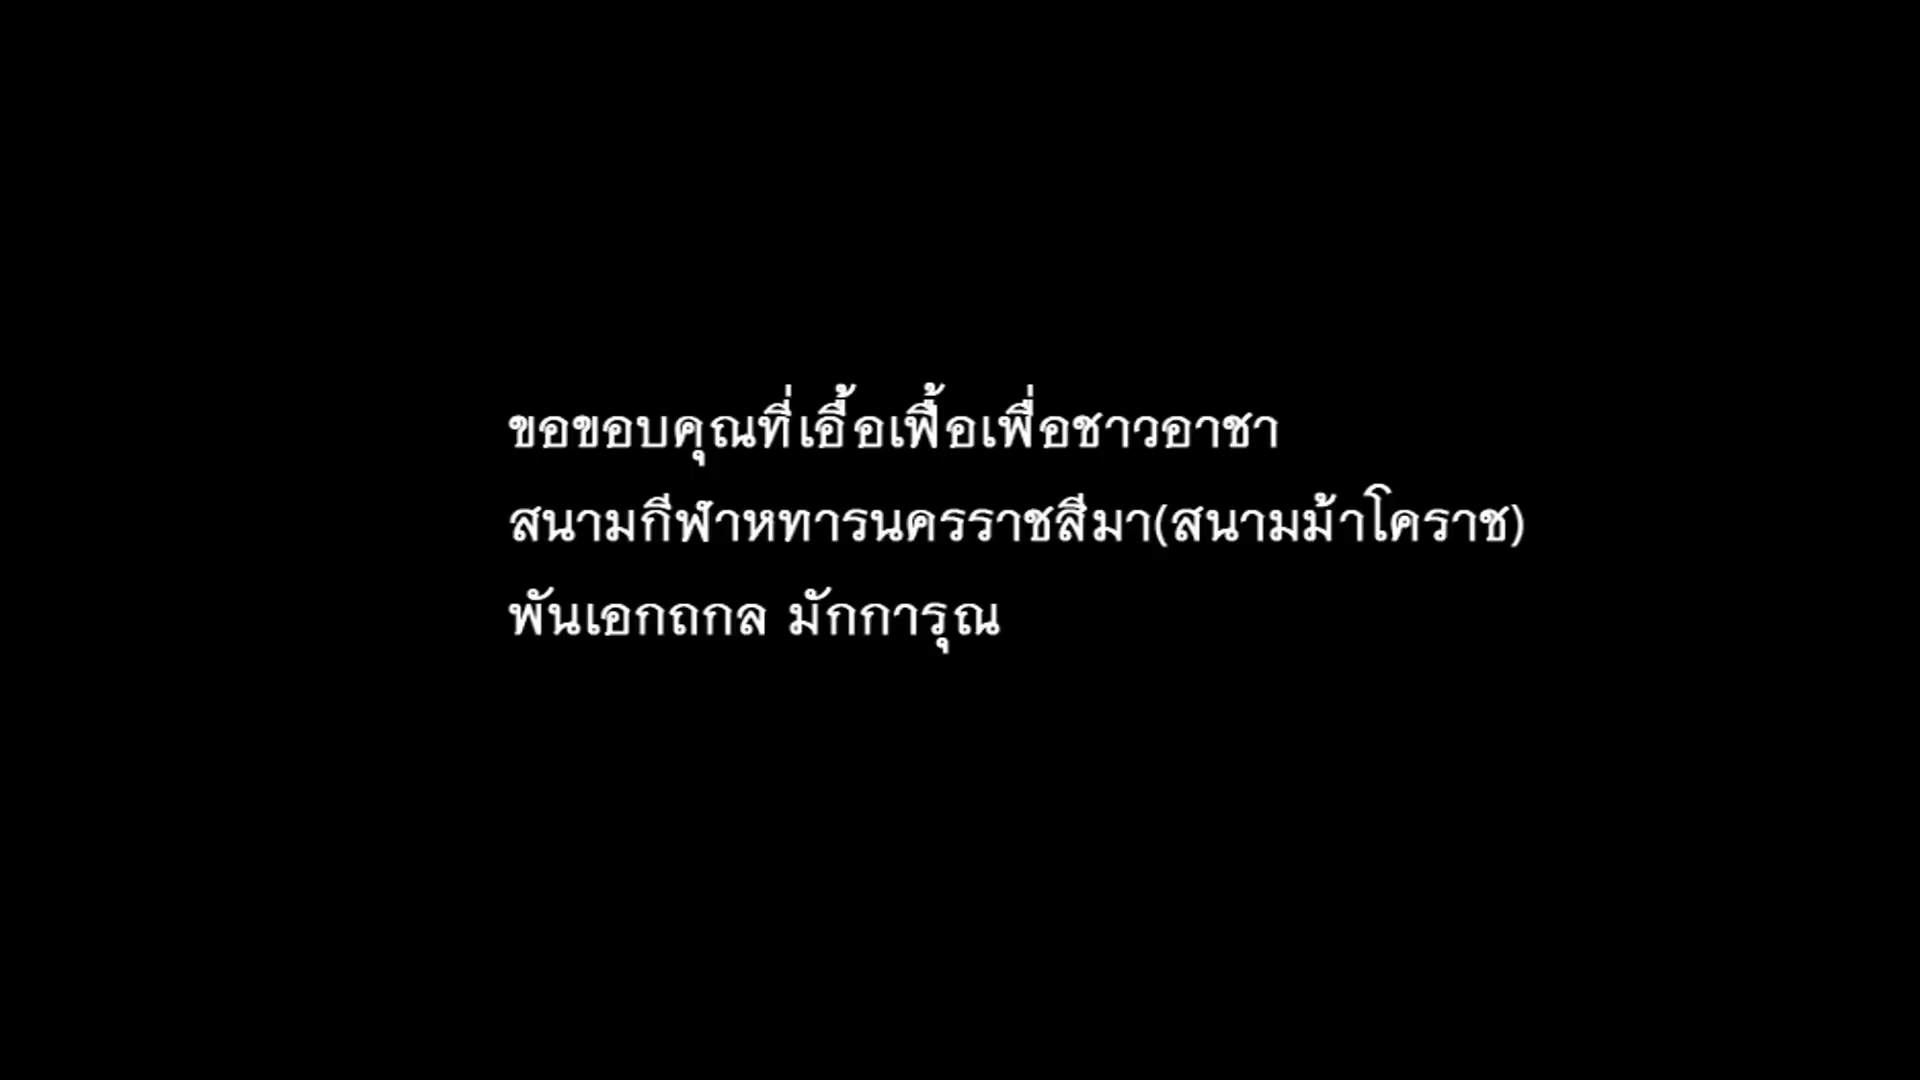 ขอขอบคุณที่เอื้อเฟื้อเพื่อชาวอาชา
สนามกีฬาหทารนครราชสีมา(สนามม้าโคราช)
พันเอกถกล มักการุณ